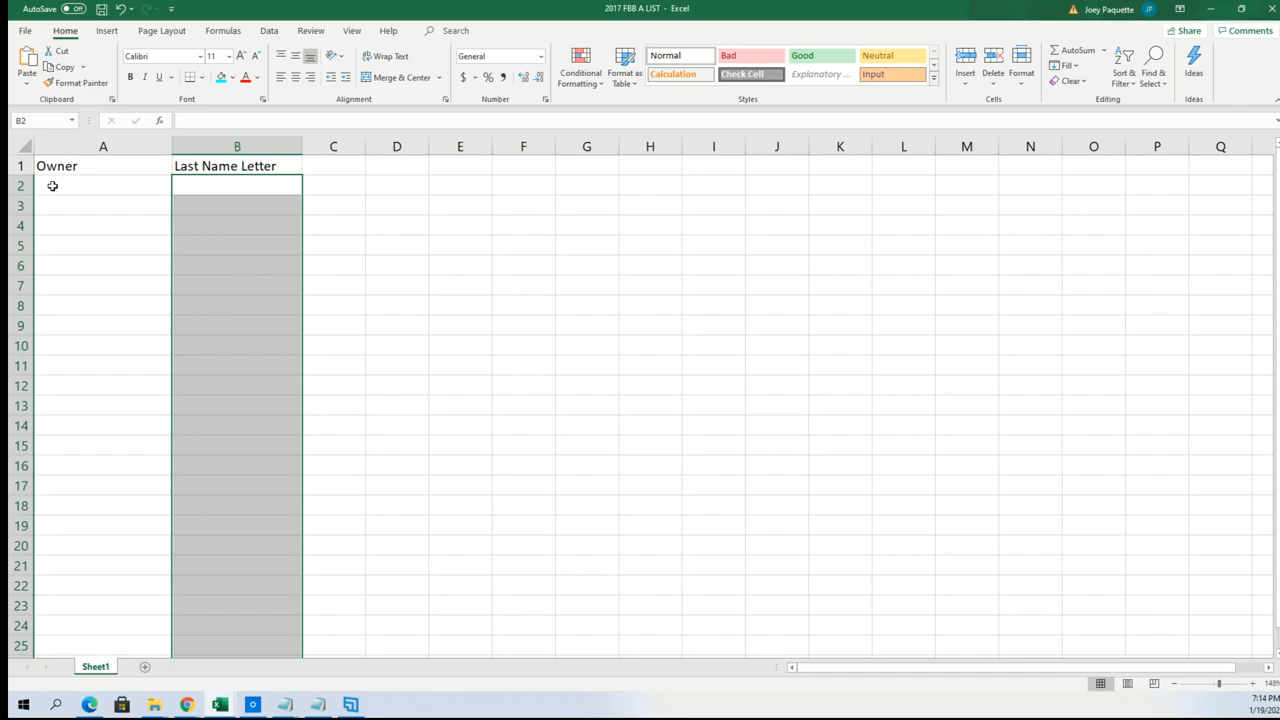 AutoSave Off 2017 FBB A LIST - Excel Joey Paquette JP
File Home Insert Page Layout Formulas Data Review View Help Search Share Comments
Paste Cut Copy Format Painter
Calibri 11 A A B I U A
Wrap Text Merge & Center
General $ % ,
Conditional Formatting Format as Table
Normal Bad Good Neutral
Calculation Check Cell Explanatory ... Input
Insert Delete Format
AutoSum Fill Clear
Sort & Filter Find & Select Ideas
Clipboard Font Alignment Number Styles Cells Editing Ideas
B2 fx
A B C D E F G H I J K L M N O P Q
1 Owner Last Name Letter
2
3
4
5
6
7
8
9
10
11
12
13
14
15
16
17
18
19
20
21
22
23
24
25
Sheet1
148%
7:14 PM
1/19/202